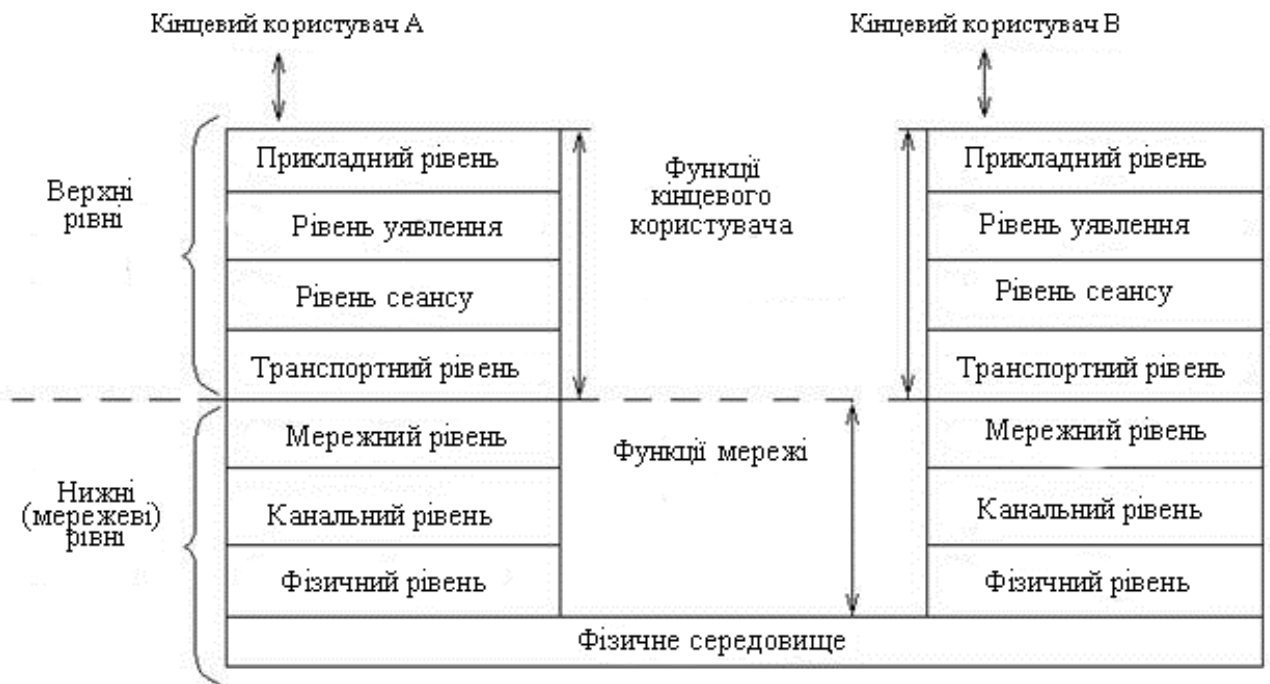 Кінцевий користувач А
Кінцевий користувач В
Верхні
рівні
Прикладний рівень
Рівень уявлення
Рівень сеансу
Транспортний рівень
Функції
кінцевого
користувача
Прикладний рівень
Рівень уявлення
Рівень сеансу
Транспортний рівень
Нижні
(мережеві)
рівні
Мережний рівень
Канальний рівень
Фізичний рівень
Функції мережі
Мережний рівень
Канальний рівень
Фізичний рівень
Фізичне середовище